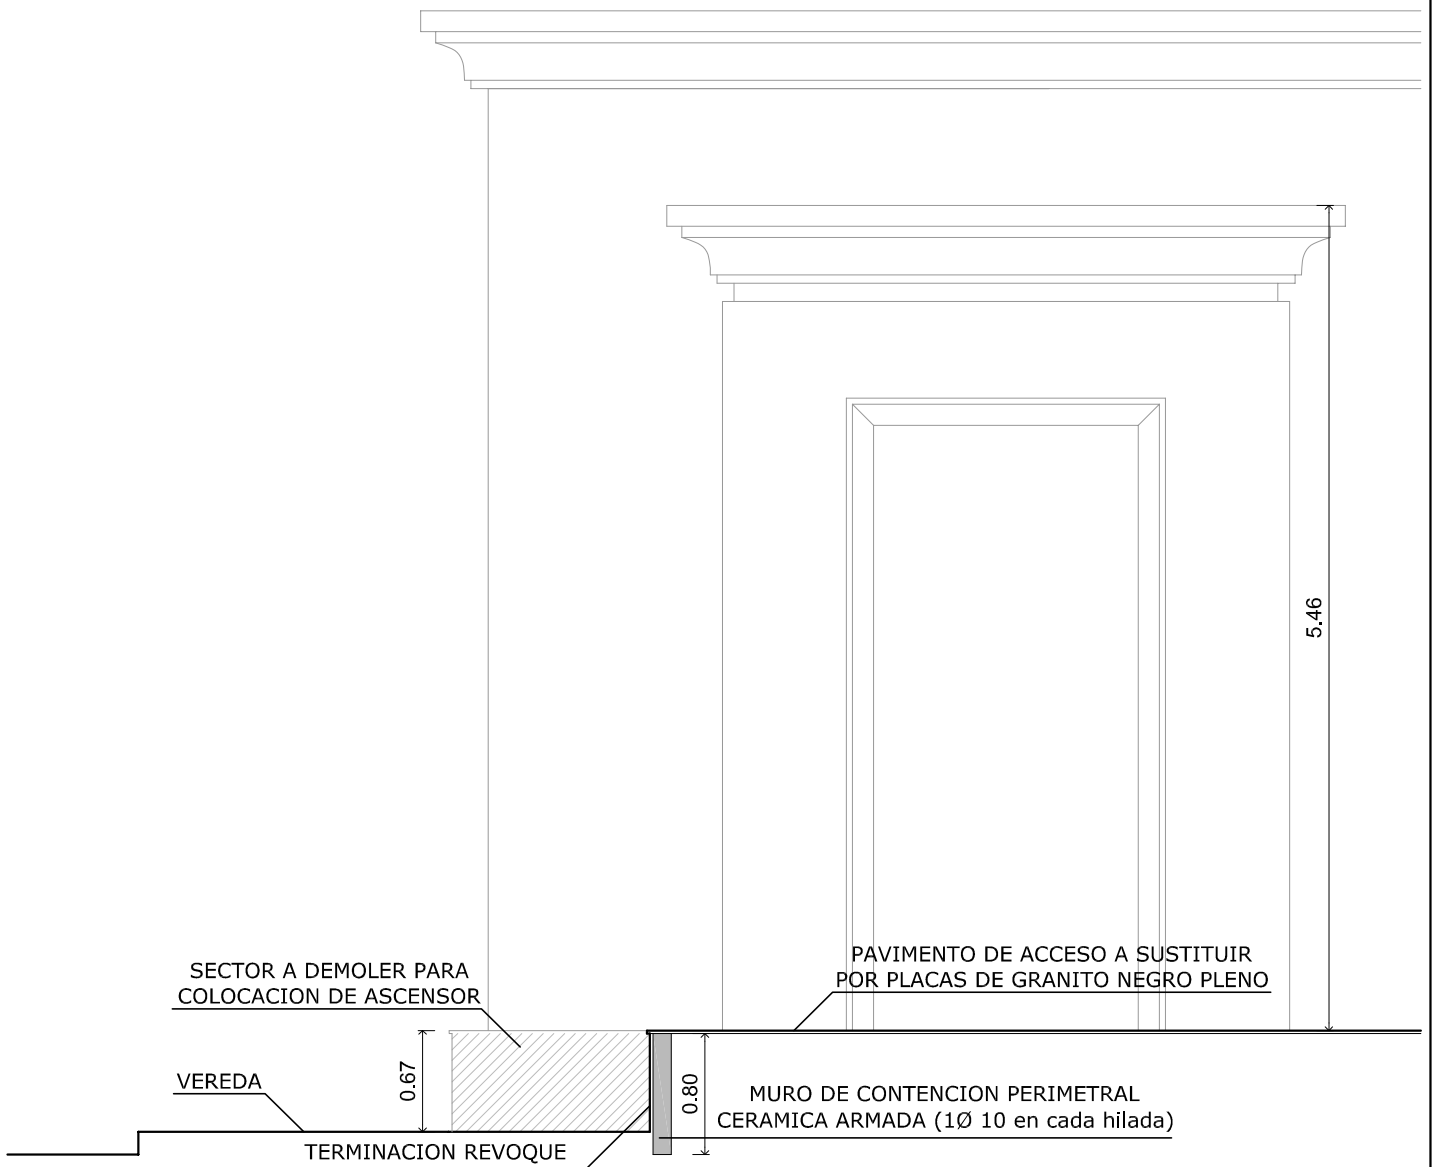 5.46
SECTOR A DEMOLER PARA
COLOCACION DE ASCENSOR
PAVIMENTO DE ACCESO A SUSTITUIR
POR PLACAS DE GRANITO NEGRO PLENO
0.67
VEREDA
0.80
MURO DE CONTENCION PERIMETRAL
CERAMICA ARMADA (1Ø 10 en cada hilada)
TERMINACION REVOQUE